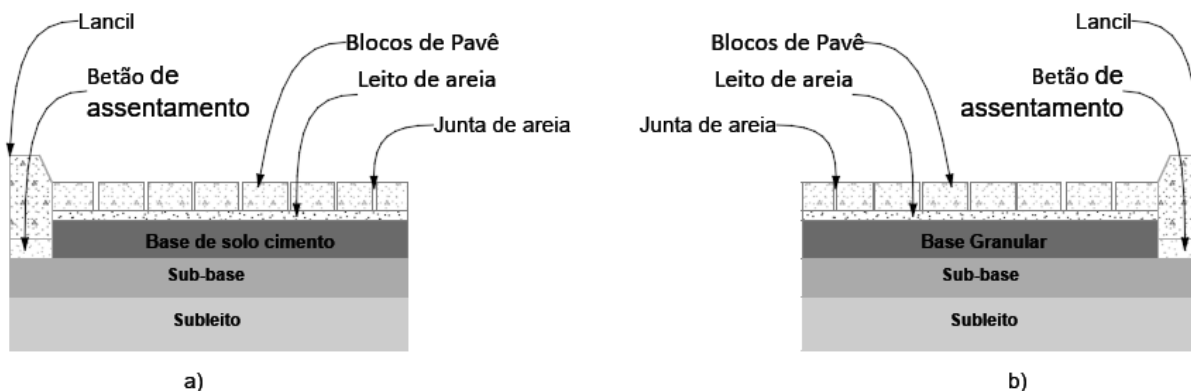 Lancil
Blocos de Pavê
Betão de
assentamento
Leito de areia
Junta de areia
Base de solo cimento
Sub-base
Subleito
a)
Lancil
Blocos de Pavê
Betão de
assentamento
Leito de areia
Junta de areia
Base Granular
Sub-base
Subleito
b)